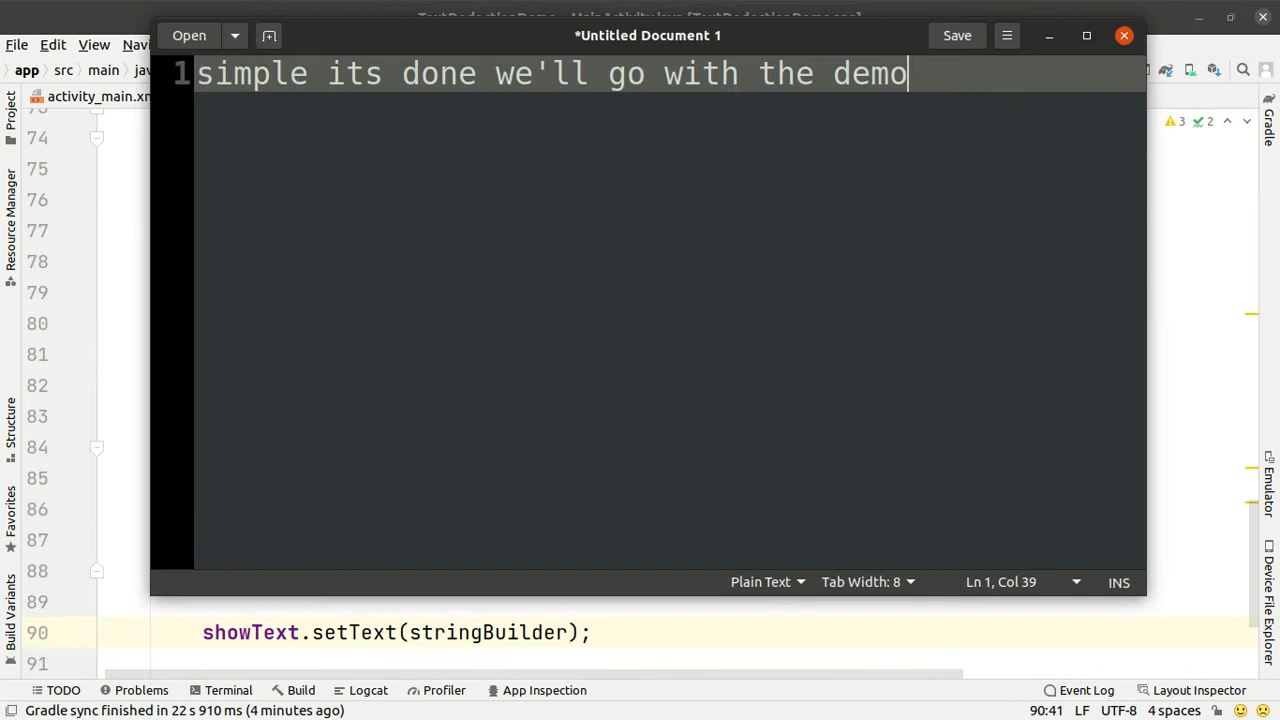 Open
*Untitled Document 1
Save
1 simple its done we'll go with the demo
Plain Text
Tab Width: 8
Ln 1, Col 39
INS
File Edit View
app src main
activity_main.xm
3 2
Project
Resource Manager
Structure
Favorites
Build Variants
Gradle
Emulator
Device File Explorer
74
75
76
77
78
79
80
81
82
83
84
85
86
87
88
89
90 showText.setText(stringBuilder);
91
TODO Problems Terminal Build Logcat Profiler App Inspection Event Log Layout Inspector
Gradle sync finished in 22 s 910 ms (4 minutes ago) 90:41 LF UTF-8 4 spaces